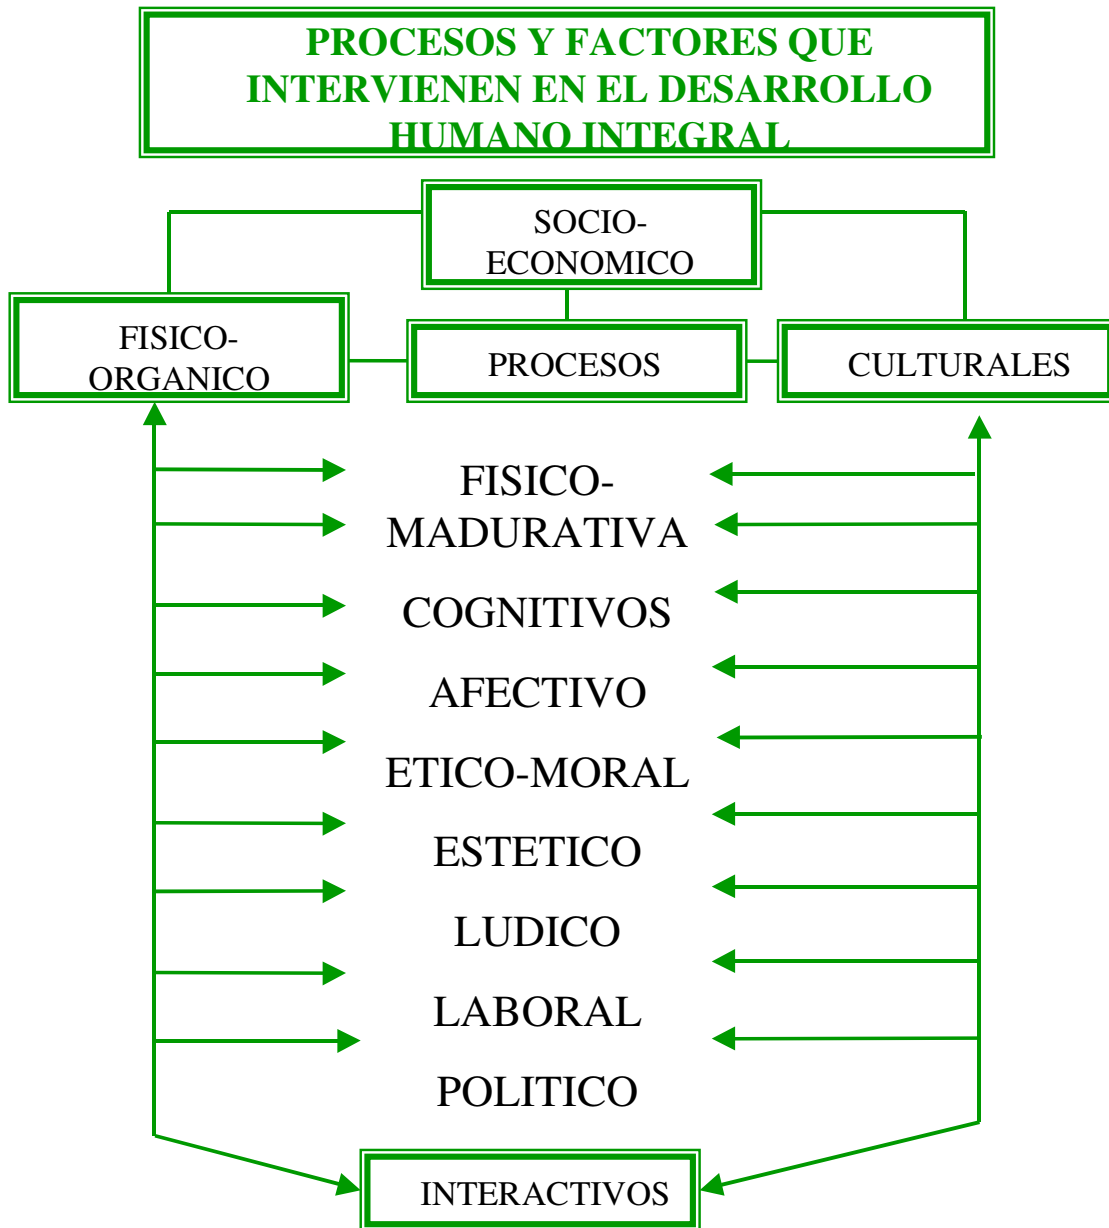 PROCESOS Y FACTORES QUE
INTERVIENEN EN EL DESARROLLO
HUMANO INTEGRAL
SOCIO-
ECONOMICO
FISICO-
ORGANICO
PROCESOS
CULTURALES
FISICO-
MADURATIVA
COGNITIVOS
AFECTIVO
ETICO-MORAL
ESTETICO
LUDICO
LABORAL
POLITICO
INTERACTIVOS